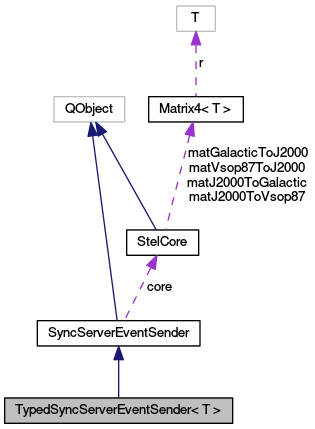 T
r
QObject
Matrix4< T >
matGalacticToJ2000
matVsop87ToJ2000
matJ2000ToGalactic
matJ2000ToVsop87
StelCore
core
SyncServerEventSender
TypedSyncServerEventSender< T >